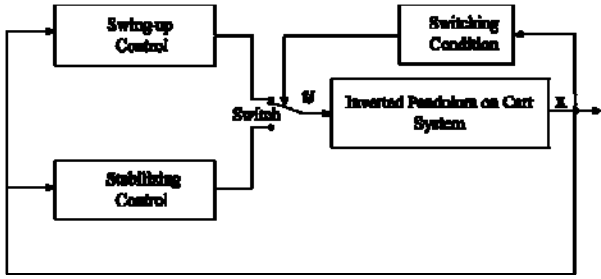 Swing-up
Control
Switching
Condition
U
X
Inverted Pendulum on Cart
System
Switch
Stabilizing
Control